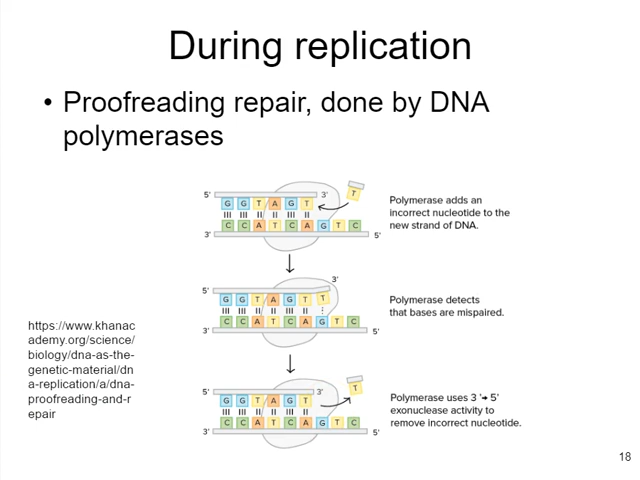 During replication
• Proofreading repair, done by DNA
polymerases
5' 3' T
G G T A G T
C C A T C A G T C
3' 5'
Polymerase adds an
incorrect nucleotide to the
new strand of DNA.
3'
5'
G G T A G T T
C C A T C A G T C
3' 5'
Polymerase detects
that bases are mispaired.
5' 3' T
G G T A G T
C C A T C A G T C
3' 5'
Polymerase uses 3 '→ 5'
exonuclease activity to
remove incorrect nucleotide.
https://www.khanac
ademy.org/science/
biology/dna-as-the-
genetic-material/dn
a-replication/a/dna-
proofreading-and-r
epair
18